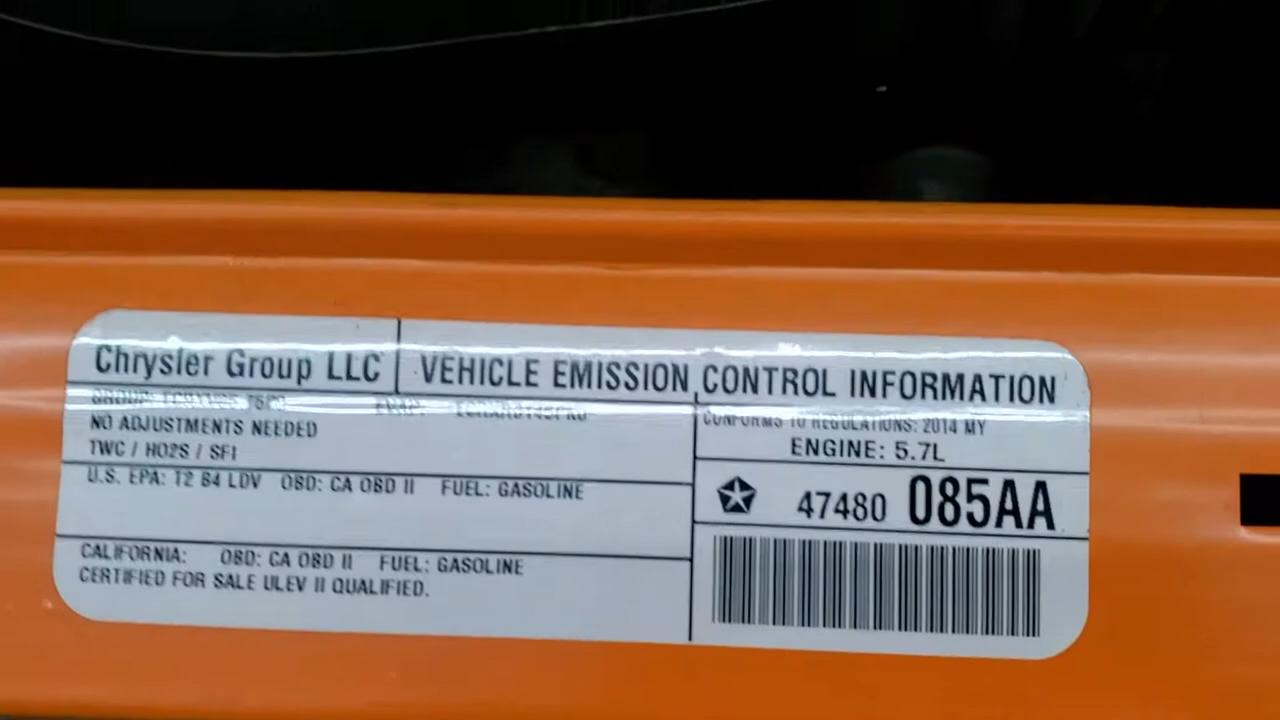 Chrysler Group LLC
VEHICLE EMISSION CONTROL INFORMATION
GROUP: EVAP:
NO ADJUSTMENTS NEEDED
TWC / HO2S / SFI
CONFORMS TO REGULATIONS: 2014 MY
ENGINE: 5.7L
U.S. EPA: T2 B4 LDV OBD: CA OBD II FUEL: GASOLINE
47480 085AA
CALIFORNIA: OBD: CA OBD II FUEL: GASOLINE
CERTIFIED FOR SALE ULEV II QUALIFIED.